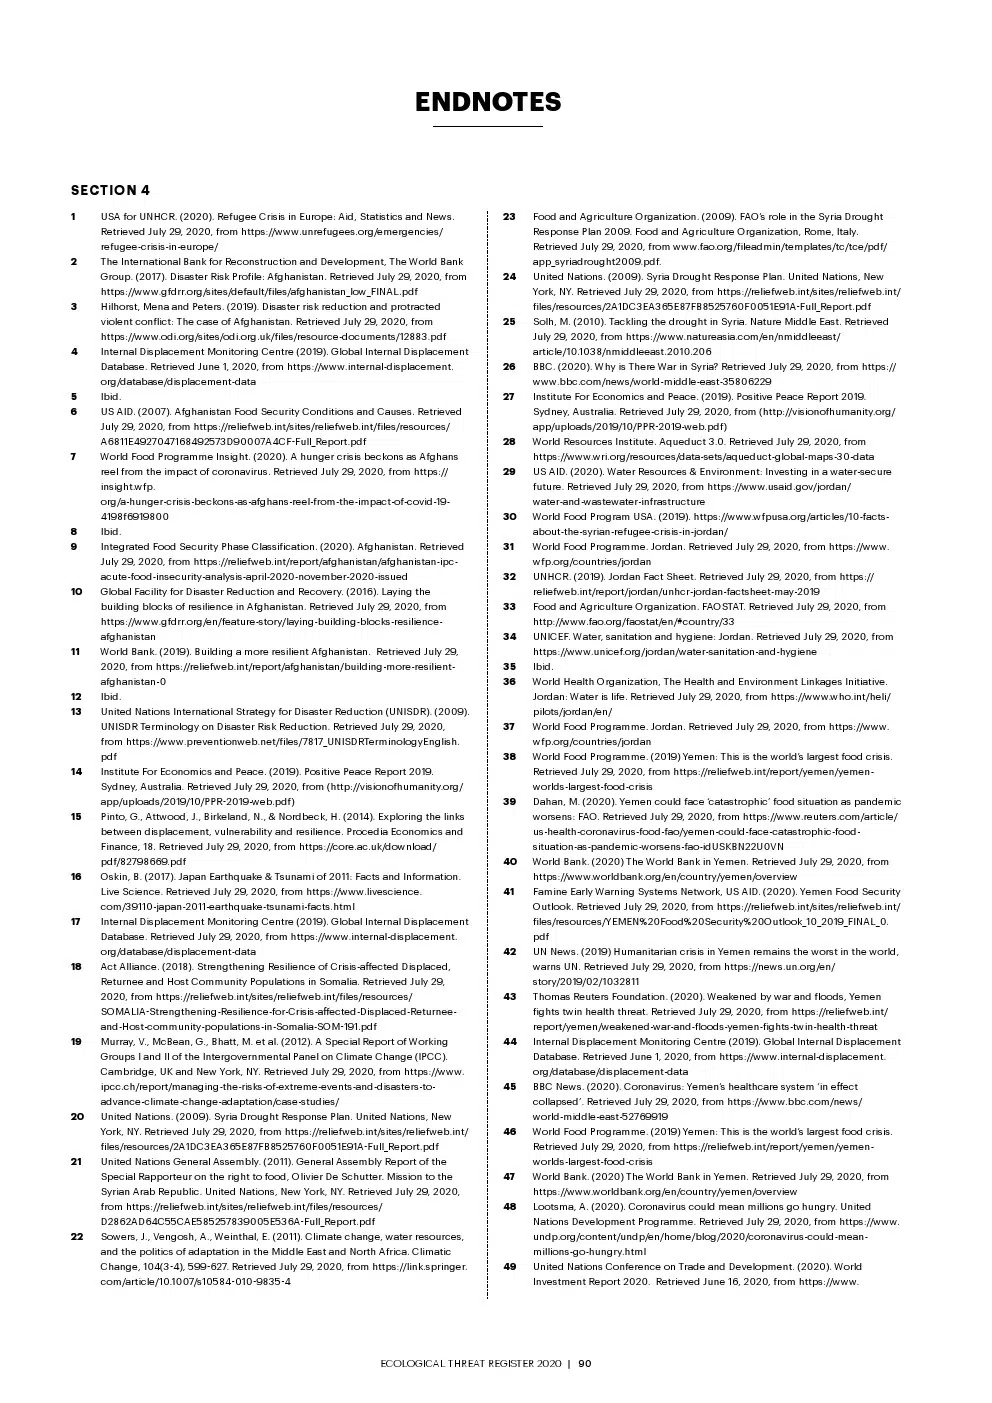 ENDNOTES
SECTION 4
1 USA for UNHCR. (2020). Refugee Crisis in Europe: Aid, Statistics and News.
Retrieved July 29, 2020, from https://www.unrefugees.org/emergencies/
refugee-crisis-in-europe/
2 The International Bank for Reconstruction and Development, The World Bank
Group. (2017). Disaster Risk Profile: Afghanistan. Retrieved July 29, 2020, from
https://www.gfdrr.org/sites/default/files/afghanistan_low_FINAL.pdf
3 Hilhorst, Mena and Peters. (2019). Disaster risk reduction and protracted
violent conflict: The case of Afghanistan. Retrieved July 29, 2020, from
https://www.odi.org/sites/odi.org.uk/files/resource-documents/12883.pdf
4 Internal Displacement Monitoring Centre (2019). Global Internal Displacement
Database. Retrieved June 1, 2020, from https://www.internal-displacement.
org/database/displacement-data
5 Ibid.
6 US AID. (2007). Afghanistan Food Security Conditions and Causes. Retrieved
July 29, 2020, from https://reliefweb.int/sites/reliefweb.int/files/resources/
A6811E4927047168492573D90007A4CF-Full_Report.pdf
7 World Food Programme Insight. (2020). A hunger crisis beckons as Afghans
reel from the impact of coronavirus. Retrieved July 29, 2020, from https://
insight.wfp.
org/a-hunger-crisis-beckons-as-afghans-reel-from-the-impact-of-covid-19-
4198f6919800
8 Ibid.
9 Integrated Food Security Phase Classification. (2020). Afghanistan. Retrieved
July 29, 2020, from https://reliefweb.int/report/afghanistan/afghanistan-ipc-
acute-food-insecurity-analysis-april-2020-november-2020-issued
10 Global Facility for Disaster Reduction and Recovery. (2016). Laying the
building blocks of resilience in Afghanistan. Retrieved July 29, 2020, from
https://www.gfdrr.org/en/feature-story/laying-building-blocks-resilience-
afghanistan
11 World Bank. (2019). Building a more resilient Afghanistan. Retrieved July 29,
2020, from https://reliefweb.int/report/afghanistan/building-more-resilient-
afghanistan-0
12 Ibid.
13 United Nations International Strategy for Disaster Reduction (UNISDR). (2009).
UNISDR Terminology on Disaster Risk Reduction. Retrieved July 29, 2020,
from https://www.preventionweb.net/files/7817_UNISDRTerminologyEnglish.
pdf
14 Institute For Economics and Peace. (2019). Positive Peace Report 2019.
Sydney, Australia. Retrieved July 29, 2020, from (http://visionofhumanity.org/
app/uploads/2019/10/PPR-2019-web.pdf)
15 Pinto, G., Attwood, J., Birkeland, N., & Nordbeck, H. (2014). Exploring the links
between displacement, vulnerability and resilience. Procedia Economics and
Finance, 18. Retrieved July 29, 2020, from https://core.ac.uk/download/
pdf/82798669.pdf
16 Oskin, B. (2017). Japan Earthquake & Tsunami of 2011: Facts and Information.
Live Science. Retrieved July 29, 2020, from https://www.livescience.
com/39110-japan-2011-earthquake-tsunami-facts.html
17 Internal Displacement Monitoring Centre (2019). Global Internal Displacement
Database. Retrieved July 29, 2020, from https://www.internal-displacement.
org/database/displacement-data
18 Act Alliance. (2018). Strengthening Resilience of Crisis-affected Displaced,
Returnee and Host Community Populations in Somalia. Retrieved July 29,
2020, from https://reliefweb.int/sites/reliefweb.int/files/resources/
SOMALIA-Strengthening-Resilience-for-Crisis-affected-Displaced-Returnee-
and-Host-community-populations-in-Somalia-SOM-191.pdf
19 Murray, V., McBean, G., Bhatt, M. et al. (2012). A Special Report of Working
Groups I and II of the Intergovernmental Panel on Climate Change (IPCC).
Cambridge, UK and New York, NY. Retrieved July 29, 2020, from https://www.
ipcc.ch/report/managing-the-risks-of-extreme-events-and-disasters-to-
advance-climate-change-adaptation/case-studies/
20 United Nations. (2009). Syria Drought Response Plan. United Nations, New
York, NY. Retrieved July 29, 2020, from https://reliefweb.int/sites/reliefweb.int/
files/resources/2A1DC3EA365E87FB8525760F0051E91A-Full_Report.pdf
21 United Nations General Assembly. (2011). General Assembly Report of the
Special Rapporteur on the right to food, Olivier De Schutter. Mission to the
Syrian Arab Republic. United Nations, New York, NY. Retrieved July 29, 2020,
from https://reliefweb.int/sites/reliefweb.int/files/resources/
D2862AD64C55CAE585257839005E536A-Full_Report.pdf
22 Sowers, J., Vengosh, A., Weinthal, E. (2011). Climate change, water resources,
and the politics of adaptation in the Middle East and North Africa. Climatic
Change, 104(3-4), 599-627. Retrieved July 29, 2020, from https://link.springer.
com/article/10.1007/s10584-010-9835-4
23 Food and Agriculture Organization. (2009). FAO's role in the Syria Drought
Response Plan 2009. Food and Agriculture Organization, Rome, Italy.
Retrieved July 29, 2020, from www.fao.org/fileadmin/templates/tc/tce/pdf/
app_syriadrought2009.pdf.
24 United Nations. (2009). Syria Drought Response Plan. United Nations, New
York, NY. Retrieved July 29, 2020, from https://reliefweb.int/sites/reliefweb.int/
files/resources/2A1DC3EA365E87FB8525760F0051E91A-Full_Report.pdf
25 Solh, M. (2010). Tackling the drought in Syria. Nature Middle East. Retrieved
July 29, 2020, from https://www.natureasia.com/en/nmiddleeast/
article/10.1038/nmiddleeast.2010.206
26 BBC. (2020). Why is There War in Syria? Retrieved July 29, 2020, from https://
www.bbc.com/news/world-middle-east-35806229
27 Institute For Economics and Peace. (2019). Positive Peace Report 2019.
Sydney, Australia. Retrieved July 29, 2020, from (http://visionofhumanity.org/
app/uploads/2019/10/PPR-2019-web.pdf)
28 World Resources Institute. Aqueduct 3.0. Retrieved July 29, 2020, from
https://www.wri.org/resources/data-sets/aqueduct-global-maps-30-data
29 US AID. (2020). Water Resources & Environment: Investing in a water-secure
future. Retrieved July 29, 2020, from https://www.usaid.gov/jordan/
water-and-wastewater-infrastructure
30 World Food Program USA. (2019). https://www.wfpusa.org/articles/10-facts-
about-the-syrian-refugee-crisis-in-jordan/
31 World Food Programme. Jordan. Retrieved July 29, 2020, from https://www.
wfp.org/countries/jordan
32 UNHCR. (2019). Jordan Fact Sheet. Retrieved July 29, 2020, from https://
reliefweb.int/report/jordan/unhcr-jordan-factsheet-may-2019
33 Food and Agriculture Organization. FAOSTAT. Retrieved July 29, 2020, from
http://www.fao.org/faostat/en/#country/33
34 UNICEF. Water, sanitation and hygiene: Jordan. Retrieved July 29, 2020, from
https://www.unicef.org/jordan/water-sanitation-and-hygiene
35 Ibid.
36 World Health Organization, The Health and Environment Linkages Initiative.
Jordan: Water is life. Retrieved July 29, 2020, from https://www.who.int/heli/
pilots/jordan/en/
37 World Food Programme. Jordan. Retrieved July 29, 2020, from https://www.
wfp.org/countries/jordan
38 World Food Programme. (2019) Yemen: This is the world's largest food crisis.
Retrieved July 29, 2020, from https://reliefweb.int/report/yemen/yemen-
worlds-largest-food-crisis
39 Dahan, M. (2020). Yemen could face 'catastrophic' food situation as pandemic
worsens: FAO. Retrieved July 29, 2020, from https://www.reuters.com/article/
us-health-coronavirus-food-fao/yemen-could-face-catastrophic-food-
situation-as-pandemic-worsens-fao-idUSKBN22U0VN
40 World Bank. (2020) The World Bank in Yemen. Retrieved July 29, 2020, from
https://www.worldbank.org/en/country/yemen/overview
41 Famine Early Warning Systems Network, US AID. (2020). Yemen Food Security
Outlook. Retrieved July 29, 2020, from https://reliefweb.int/sites/reliefweb.int/
files/resources/YEMEN%20Food%20Security%20Outlook_10_2019_FINAL_0.
pdf
42 UN News. (2019) Humanitarian crisis in Yemen remains the worst in the world,
warns UN. Retrieved July 29, 2020, from https://news.un.org/en/
story/2019/02/1032811
43 Thomas Reuters Foundation. (2020). Weakened by war and floods, Yemen
fights twin health threat. Retrieved July 29, 2020, from https://reliefweb.int/
report/yemen/weakened-war-and-floods-yemen-fights-twin-health-threat
44 Internal Displacement Monitoring Centre (2019). Global Internal Displacement
Database. Retrieved June 1, 2020, from https://www.internal-displacement.
org/database/displacement-data
45 BBC News. (2020). Coronavirus: Yemen's healthcare system 'in effect
collapsed'. Retrieved July 29, 2020, from https://www.bbc.com/news/
world-middle-east-52769919
46 World Food Programme. (2019) Yemen: This is the world's largest food crisis.
Retrieved July 29, 2020, from https://reliefweb.int/report/yemen/yemen-
worlds-largest-food-crisis
47 World Bank. (2020) The World Bank in Yemen. Retrieved July 29, 2020, from
https://www.worldbank.org/en/country/yemen/overview
48 Lootsma, A. (2020). Coronavirus could mean millions go hungry. United
Nations Development Programme. Retrieved July 29, 2020, from https://www.
undp.org/content/undp/en/home/blog/2020/coronavirus-could-mean-
millions-go-hungry.html
49 United Nations Conference on Trade and Development. (2020). World
Investment Report 2020. Retrieved June 16, 2020, from https://www.
ECOLOGICAL THREAT REGISTER 2020 | 90